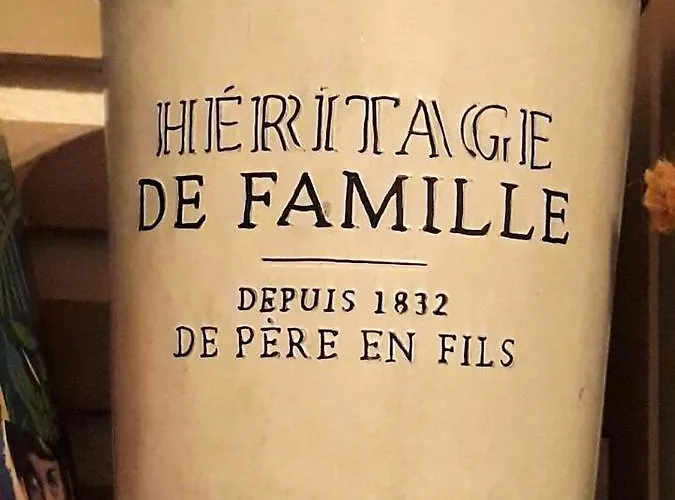 HÉRITAGE
DE FAMILLE
DEPUIS 1832
DE PÈRE EN FILS